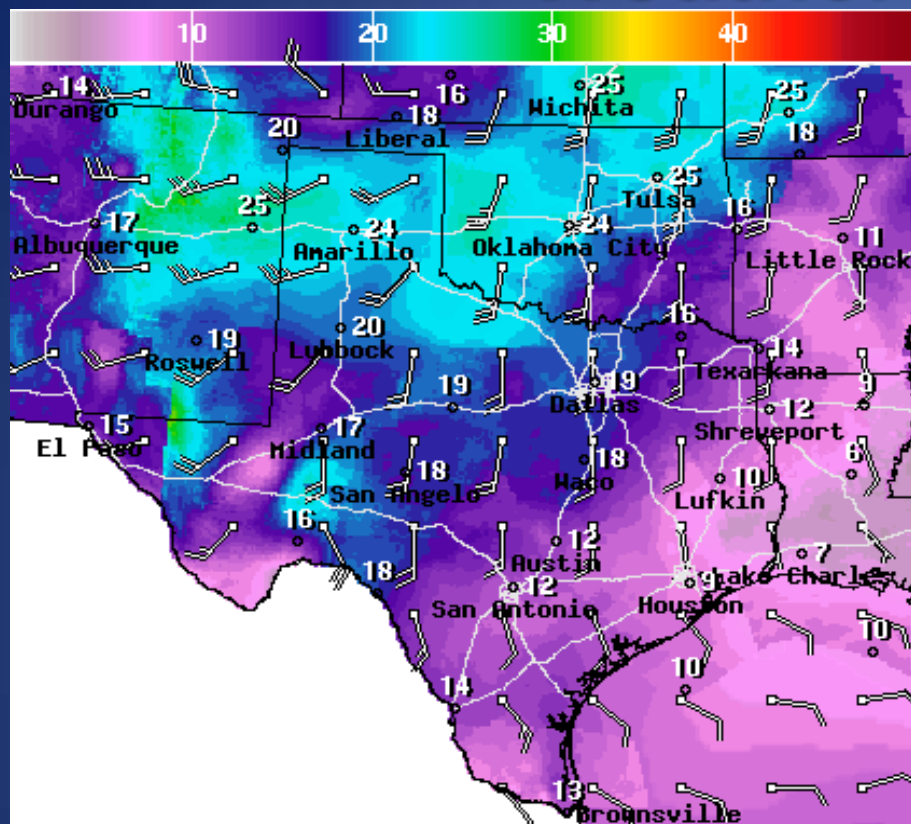 10 20 30 40
14
Durango
16
25
Wichita
25
18
Liberal
20
18
25
Tulsa
17
Albuquerque
25
24
Amarillo
24
Oklahoma City
16
11
Little Rock
19
Roswell
20
Lubbock
16
14
Texarkana
19
19
Dallas
12
Shreveport
9
15
El Paso
17
Midland
18
San Angelo
18
Waco
10
Lufkin
6
16
12
Austin
7
Lake Charles
18
12
San Antonio
9
Houston
10
14
10
13
Brownsville